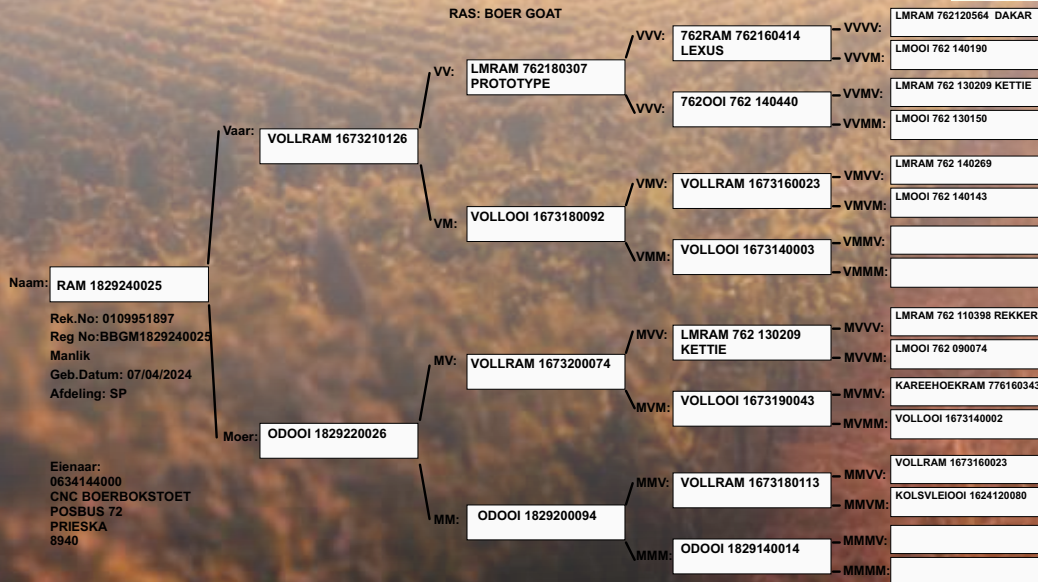 RAS: BOER GOAT
Naam: RAM 1829240025
Rek.No: 0109951897
Reg No:BBGM1829240025
Manlik
Geb.Datum: 07/04/2024
Afdeling: SP
Eienaar:
0634144000
CNC BOERBOKSTOET
POSBUS 72
PRIESKA
8940
Vaar: VOLLRAM 1673210126
Moer: ODOOI 1829220026
VV: LMRAM 762180307
PROTOTYPE
VM: VOLLOOI 1673180092
MV: VOLLRAM 1673200074
MM: ODOOI 1829200094
VVV: 762RAM 762160414
LEXUS
VVV: 762OOI 762 140440
VMV: VOLLRAM 1673160023
VMM: VOLLOOI 1673140003
MVV: LMRAM 762 130209
KETTIE
MVM: VOLLOOI 1673190043
MMV: VOLLRAM 1673180113
MMM: ODOOI 1829140014
VVVV: LMRAM 762120564 DAKAR
VVVM: LMOOI 762 140190
VVMV: LMRAM 762 130209 KETTIE
VVMM: LMOOI 762 130150
VMVV: LMRAM 762 140269
VMVM: LMOOI 762 140143
VMMV:
VMMM:
MVVV: LMRAM 762 110398 REKKER
MVVM: LMOOI 762 090074
MVMV: KAREEHOEKRAM 776160343
MVMM: VOLLOOI 1673140002
MMVV: VOLLRAM 1673160023
MMVM: KOLSVLEIOOI 1624120080
MMMV:
MMMM: